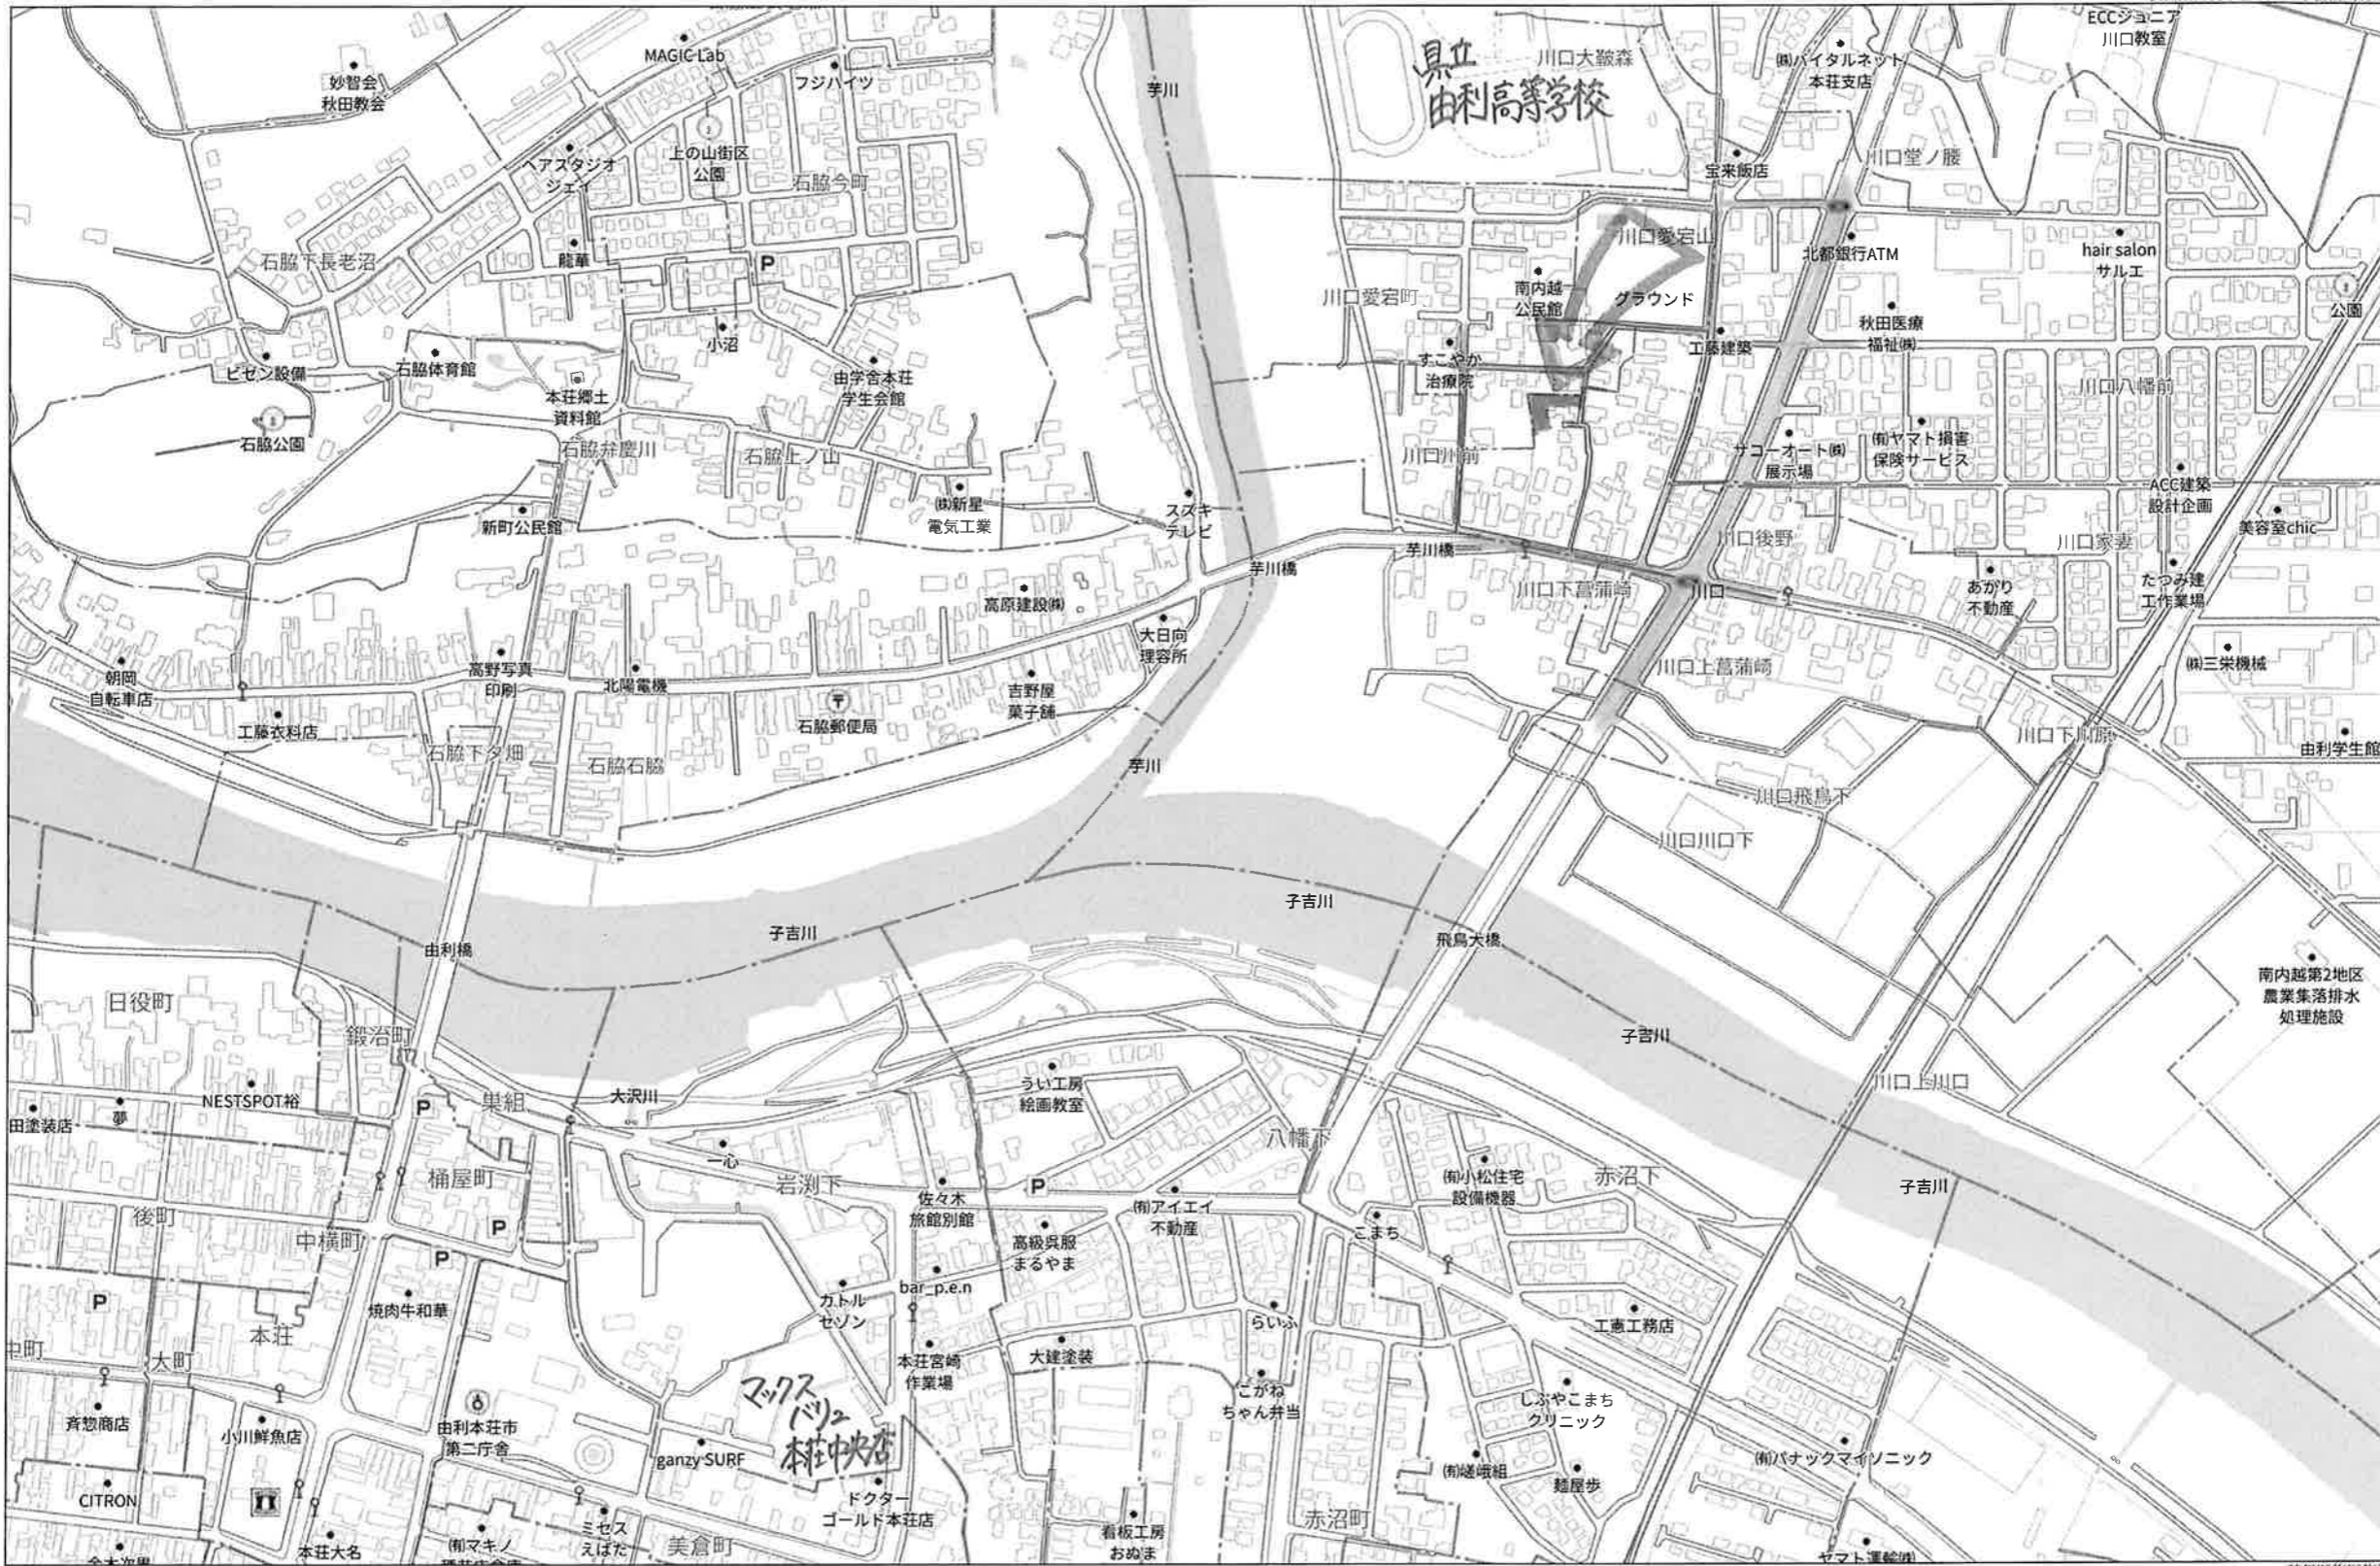 ECCジュニア
川口教室
妙智会
秋田教会
MAGIC Lab
フジハイツ
芋川
県立
由利高等学校
川口大鞁森
㈱バイタルネット
本荘支店
ヘアスタジオ
ジェイ
上の山街区
公園
石脇今町
宝来飯店
川口堂ノ腰
石脇下長老沼
龍華
P
川口愛宕山
北都銀行ATM
hair salon
サルエ
川口愛宕町
南内越
公民館
グラウンド
秋田医療
福祉㈱
公園
ビゼン設備
石脇体育館
小沼
由学舎本荘
学生会館
すこやか
治療院
工藤建築
川口八幡前
本荘郷土
資料館
石脇公園
石脇弁慶川
石脇上ノ山
川口川前
サコーオート㈱
展示場
㈲ヤマト損害
保険サービス
ACC建築
設計企画
新町公民館
㈱新星
電気工業
スズキ
テレビ
美容室chic
芋川橋
芋川橋
川口後野
川口家妻
高原建設㈱
川口下菖蒲崎
川口
あがり
不動産
たつみ建
工作業場
大日向
理容所
朝岡
自転車店
高野写真
印刷
北陽電機
吉野屋
菓子舗
川口上菖蒲崎
㈱三栄機械
工藤衣料店
石脇郵便局
石脇下タ畑
石脇石脇
芋川
川口下川原
由利学生館
川口飛鳥下
川口川口下
由利橋
子吉川
子吉川
飛鳥大橋
日役町
鍛治町
子吉川
南内越第2地区
農業集落排水
処理施設
NESTSPOT裕
夢
田塗装店
P
巣組
大沢川
うい工房
絵画教室
川口上川口
一心
岩渕下
八幡下
桶屋町
佐々木
旅館別館
P
㈲アイエイ
不動産
㈲小松住宅
設備機器
赤沼下
子吉川
後町
中横町
P
P
高級呉服
まるやま
こまち
P
焼肉牛和華
カトル
セゾン
bar_p.e.n
らいふ
工憲工務店
中町
大町
本荘
本荘宮崎
作業場
大建塗装
こがね
ちゃん弁当
しぶやこまち
クリニック
斉惣商店
小川鮮魚店
由利本荘市
第二庁舎
ganzy SURF
マックス
バリュ
本荘中央店
㈲嵯峨組
麺屋歩
㈲パナックマイソニック
CITRON
ドクター
ゴールド本荘店
ミセス
えばた
美倉町
看板工房
おぬま
赤沼町
本荘大名
㈲マキノ
ヤマト運輸㈱